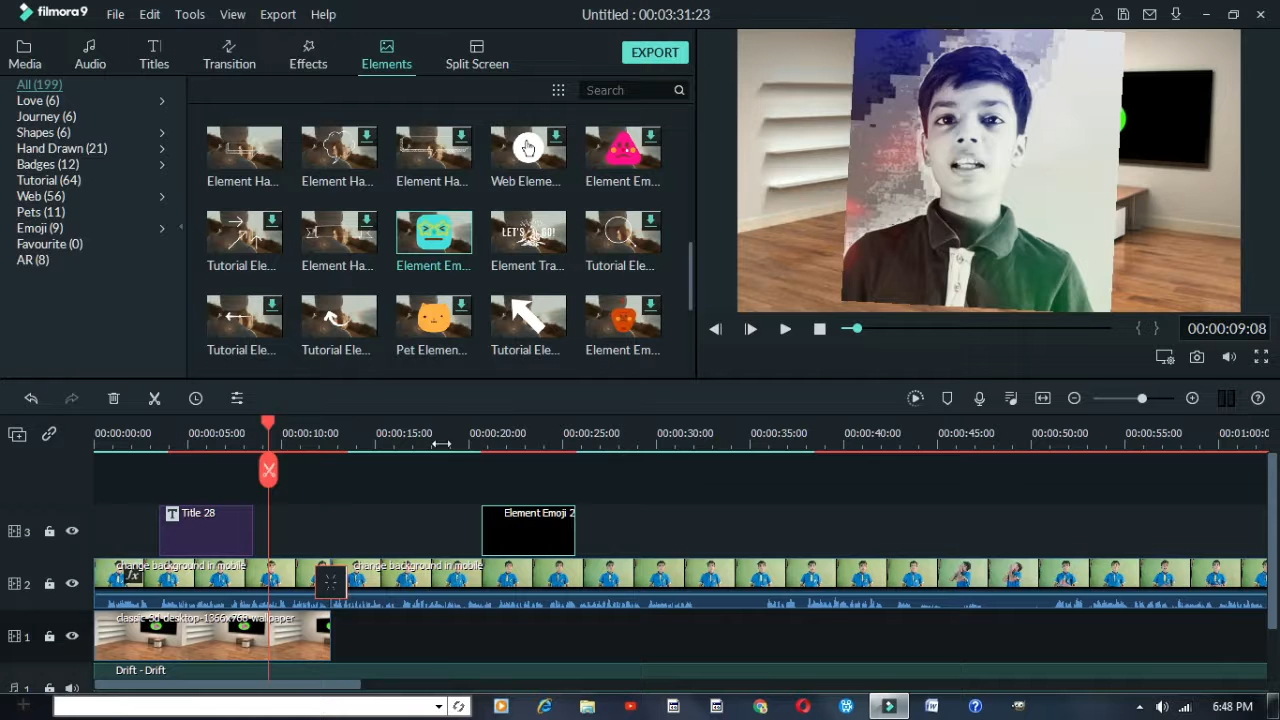 filmora9 File Edit Tools View Export Help Untitled : 00:03:31:23
Media Audio Titles Transition Effects Elements Split Screen EXPORT
All (199)
Love (6)
Journey (6)
Shapes (6)
Hand Drawn (21)
Badges (12)
Tutorial (64)
Web (56)
Pets (11)
Emoji (9)
Favourite (0)
AR (8)
Search
Element Ha... Element Ha... Element Ha... Web Eleme... Element Em...
LET'S GO!
Tutorial Ele... Element Ha... Element Em... Element Tra... Tutorial Ele...
Tutorial Ele... Tutorial Ele... Pet Elemen... Tutorial Ele... Element Em...
00:00:09:08
00:00:00:00 00:00:05:00 00:00:10:00 00:00:15:00 00:00:20:00 00:00:25:00 00:00:30:00 00:00:35:00 00:00:40:00 00:00:45:00 00:00:50:00 00:00:55:00 00:01:00:0
3 T Title 28 Element Emoji 2
2 fx change background in mobile change background in mobile
1 classic-3d-desktop-1366x768-wallpaper
1 Drift - Drift
6:48 PM